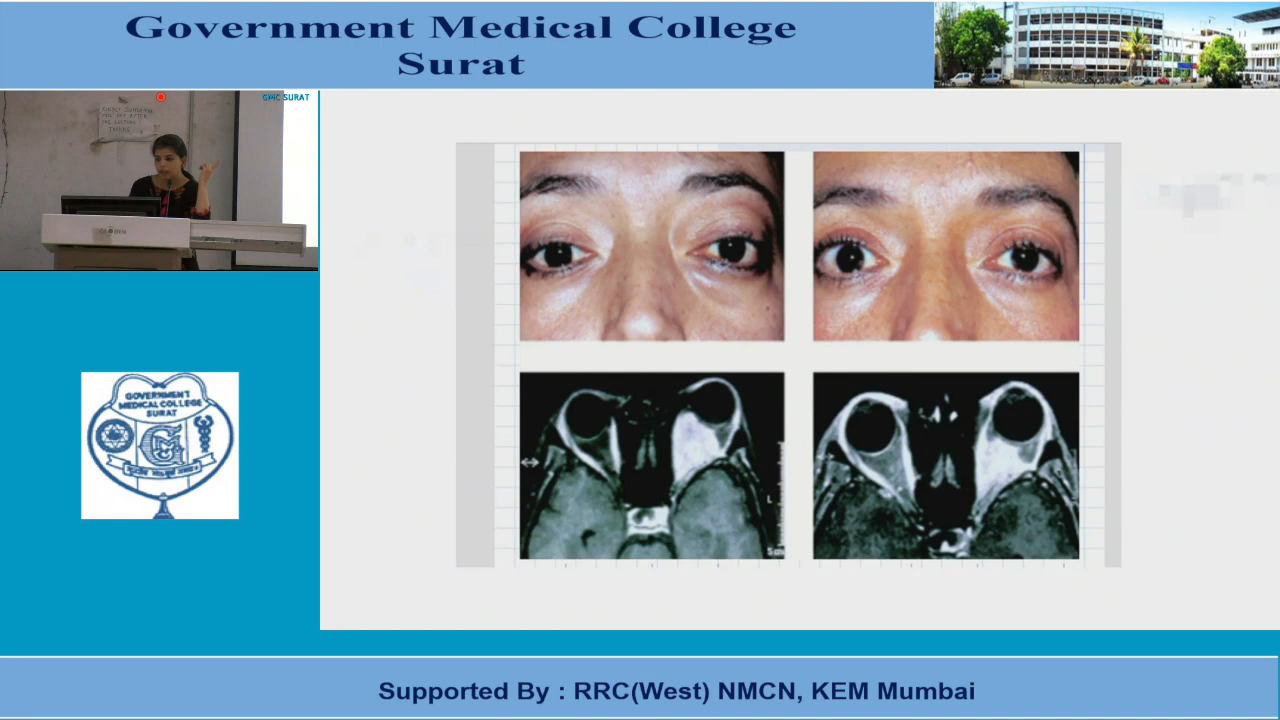 Government Medical College
Surat
GMC SURAT
GOVERNMENT
MEDICAL COLLEGE
SURAT
L
Supported By : RRC(West) NMCN, KEM Mumbai